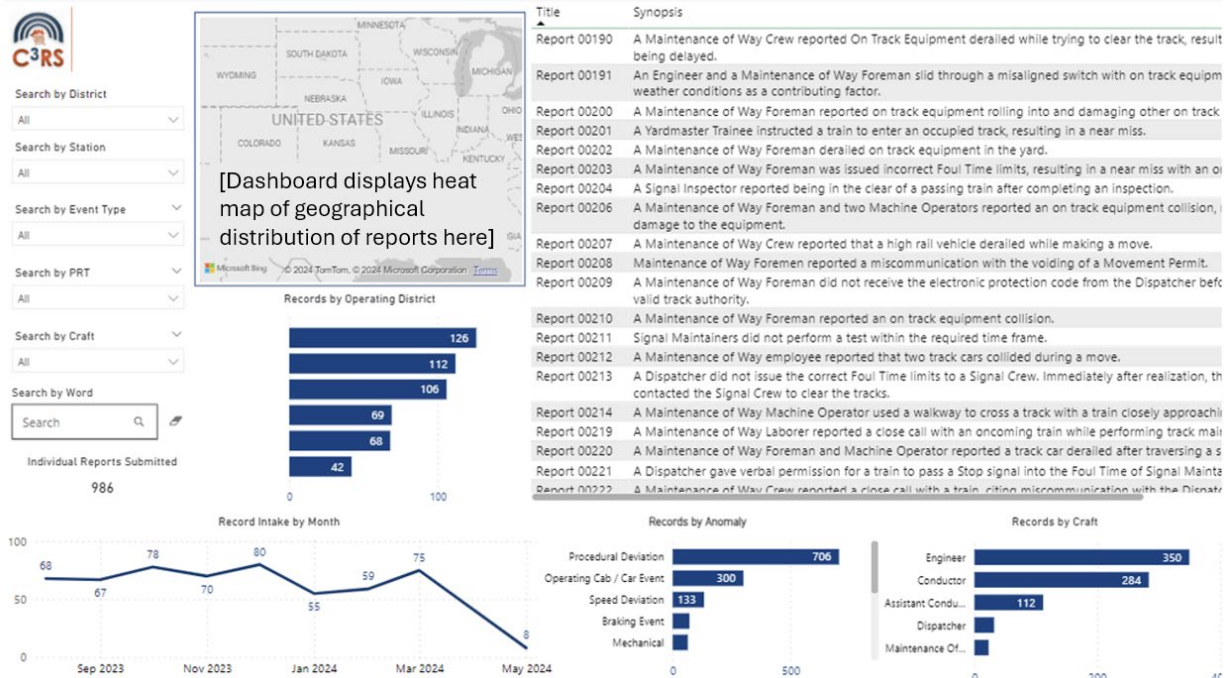 C³RS
Search by District
All
Search by Station
All
Search by Event Type
All
Search by PRT
All
Search by Craft
All
Search by Word
Search
Individual Reports Submitted
986
MINNESOTA
SOUTH DAKOTA
WISCONSIN
WYOMING
MICHIGAN
IOWA
NEBRASKA
UNITED STATES
ILLINOIS
OHIO
INDIANA
COLORADO
KANSAS
MISSOURI
WES
KENTUCKY
[Dashboard displays heat
map of geographical
distribution of reports here]
GIA
Microsoft Bing © 2024 TomTom, © 2024 Microsoft Corporation Terms
Records by Operating District
126
112
106
69
68
42
0 100
Title Synopsis
Report 00190 A Maintenance of Way Crew reported On Track Equipment derailed while trying to clear the track, result
being delayed.
Report 00191 An Engineer and a Maintenance of Way Foreman slid through a misaligned switch with on track equipm
weather conditions as a contributing factor.
Report 00200 A Maintenance of Way Foreman reported on track equipment rolling into and damaging other on track
Report 00201 A Yardmaster Trainee instructed a train to enter an occupied track, resulting in a near miss.
Report 00202 A Maintenance of Way Foreman derailed on track equipment in the yard.
Report 00203 A Maintenance of Way Foreman was issued incorrect Foul Time limits, resulting in a near miss with an o
Report 00204 A Signal Inspector reported being in the clear of a passing train after completing an inspection.
Report 00206 A Maintenance of Way Foreman and two Machine Operators reported an on track equipment collision,
damage to the equipment.
Report 00207 A Maintenance of Way Crew reported that a high rail vehicle derailed while making a move.
Report 00208 Maintenance of Way Foremen reported a miscommunication with the voiding of a Movement Permit.
Report 00209 A Maintenance of Way Foreman did not receive the electronic protection code from the Dispatcher befo
valid track authority.
Report 00210 A Maintenance of Way Foreman reported an on track equipment collision.
Report 00211 Signal Maintainers did not perform a test within the required time frame.
Report 00212 A Maintenance of Way employee reported that two track cars collided during a move.
Report 00213 A Dispatcher did not issue the correct Foul Time limits to a Signal Crew. Immediately after realization, th
contacted the Signal Crew to clear the tracks.
Report 00214 A Maintenance of Way Machine Operator used a walkway to cross a track with a train closely approachi
Report 00219 A Maintenance of Way Laborer reported a close call with an oncoming train while performing track mai
Report 00220 A Maintenance of Way Foreman and Machine Operator reported a track car derailed after traversing a s
Report 00221 A Dispatcher gave verbal permission for a train to pass a Stop signal into the Foul Time of Signal Mainta
Report 00222 A Maintenance of Way Crew reported a close call with a train, citing miscommunication with the Dispatc
Record Intake by Month
100
50
0
68 67 78 70 80 55 59 75 8
Sep 2023 Nov 2023 Jan 2024 Mar 2024 May 2024
Records by Anomaly
Procedural Deviation 706
Operating Cab / Car Event 300
Speed Deviation 133
Braking Event
Mechanical
0 500
Records by Craft
Engineer 350
Conductor 284
Assistant Condu... 112
Dispatcher
Maintenance Of...
0 200